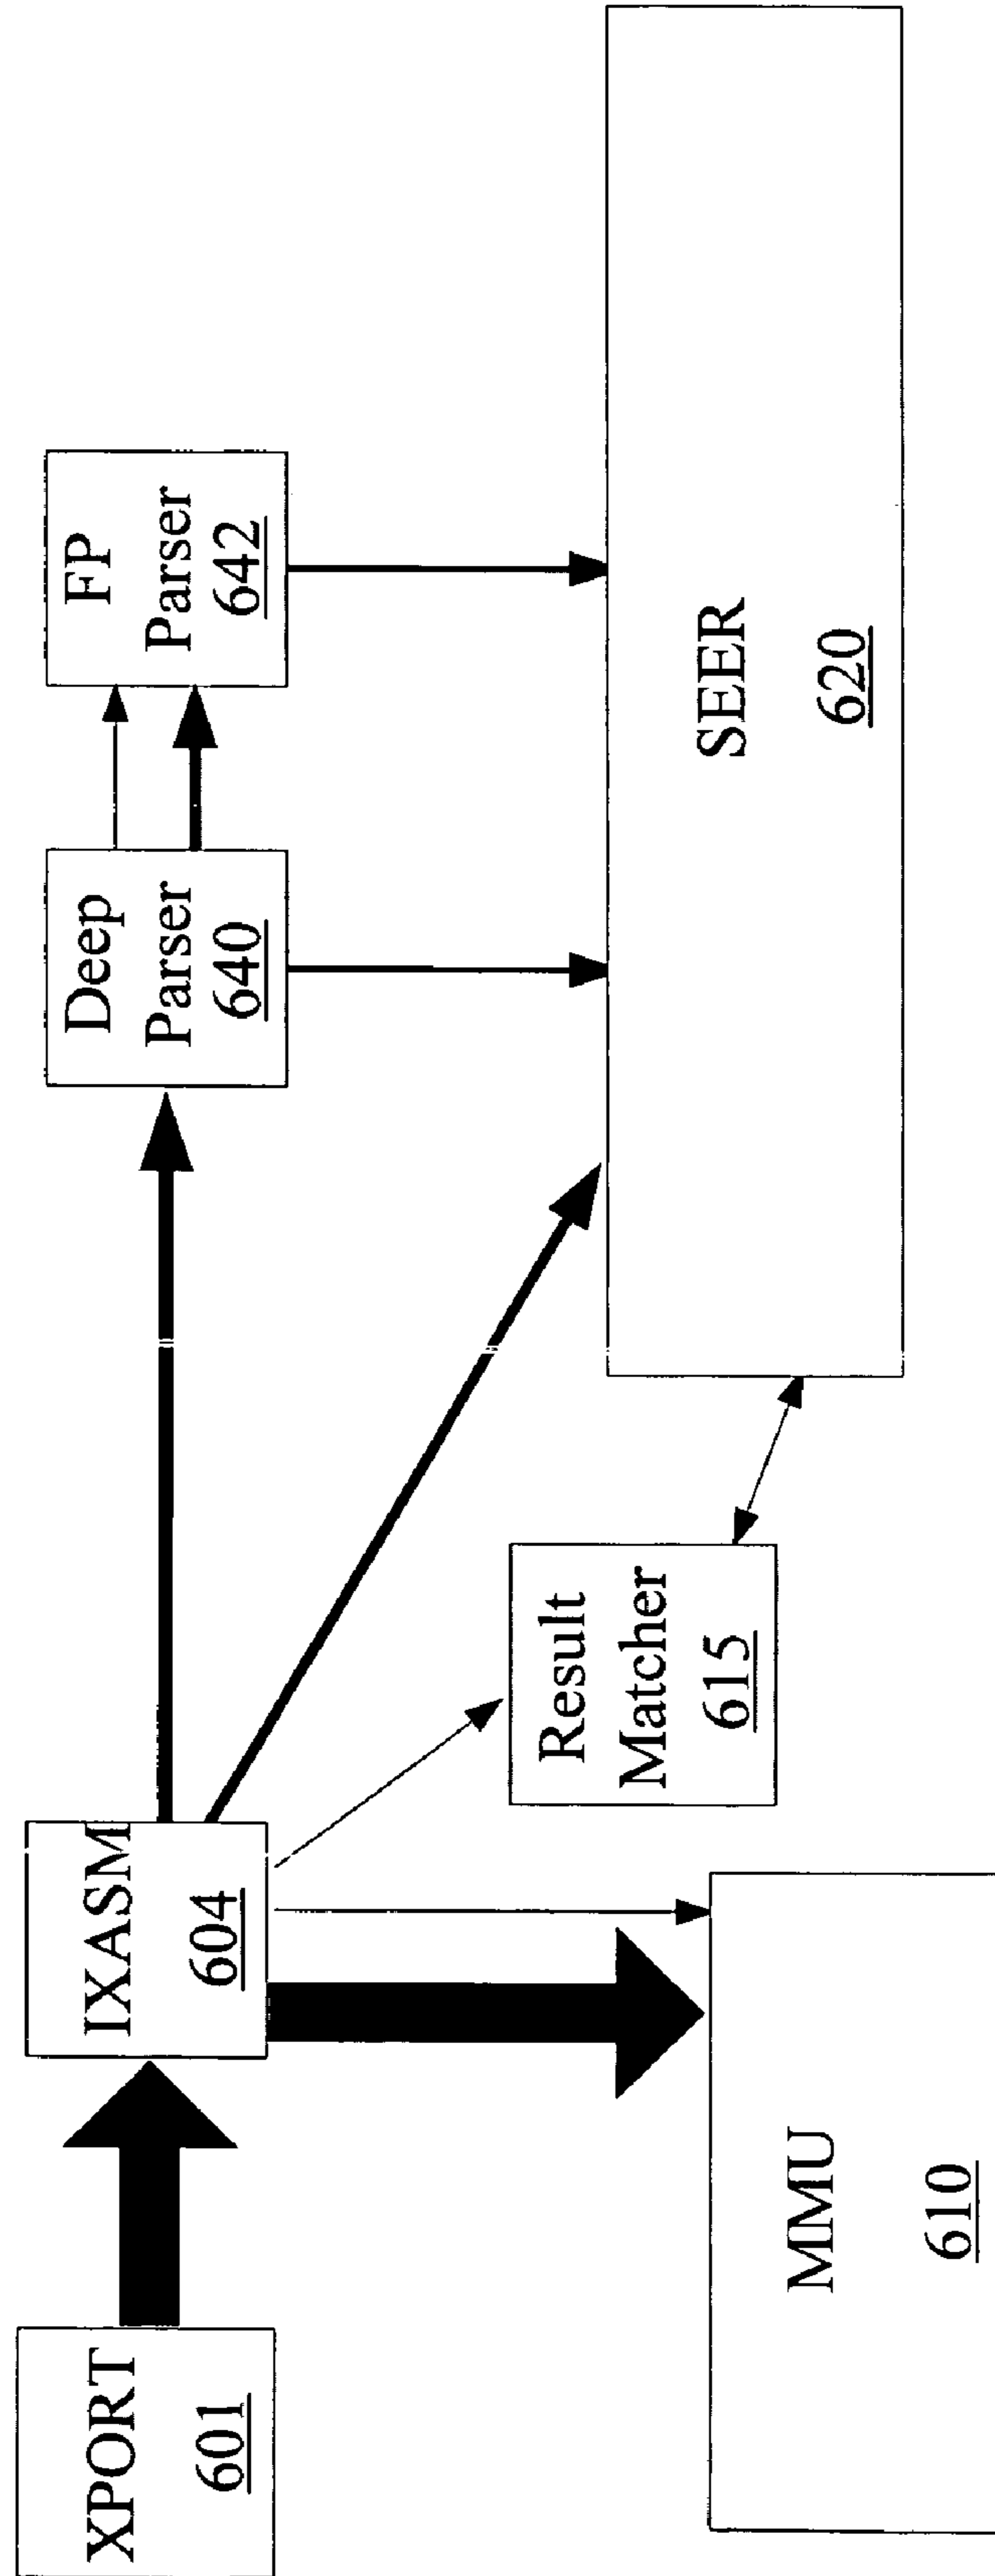 XPORT
601
IXASM
604
Deep
Parser
640
FP
Parser
642
Result
Matcher
615
MMU
610
SEER
620